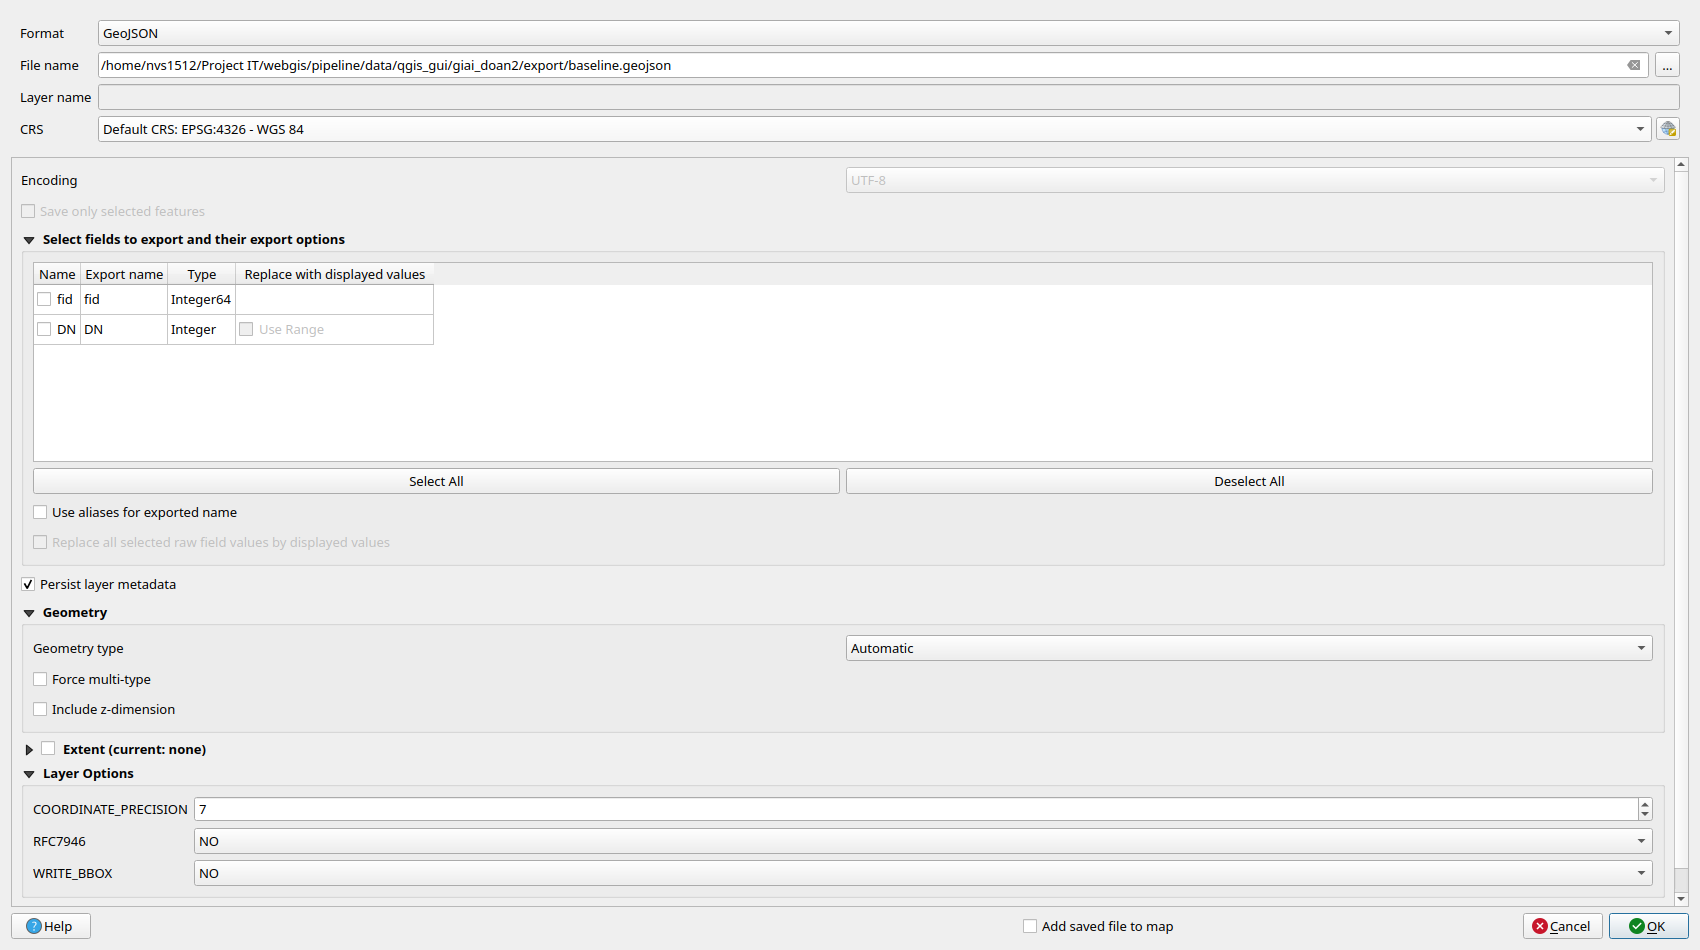 Format GeoJSON
File name /home/nvs1512/Project IT/webgis/pipeline/data/qgis_gui/giai_doan2/export/baseline.geojson ...
Layer name
CRS Default CRS: EPSG:4326 - WGS 84
Encoding UTF-8
Save only selected features
Select fields to export and their export options
Name Export name Type Replace with displayed values
fid fid Integer64
DN DN Integer Use Range
Select All Deselect All
Use aliases for exported name
Replace all selected raw field values by displayed values
Persist layer metadata
Geometry
Geometry type Automatic
Force multi-type
Include z-dimension
Extent (current: none)
Layer Options
COORDINATE_PRECISION 7
RFC7946 NO
WRITE_BBOX NO
Help Add saved file to map Cancel OK